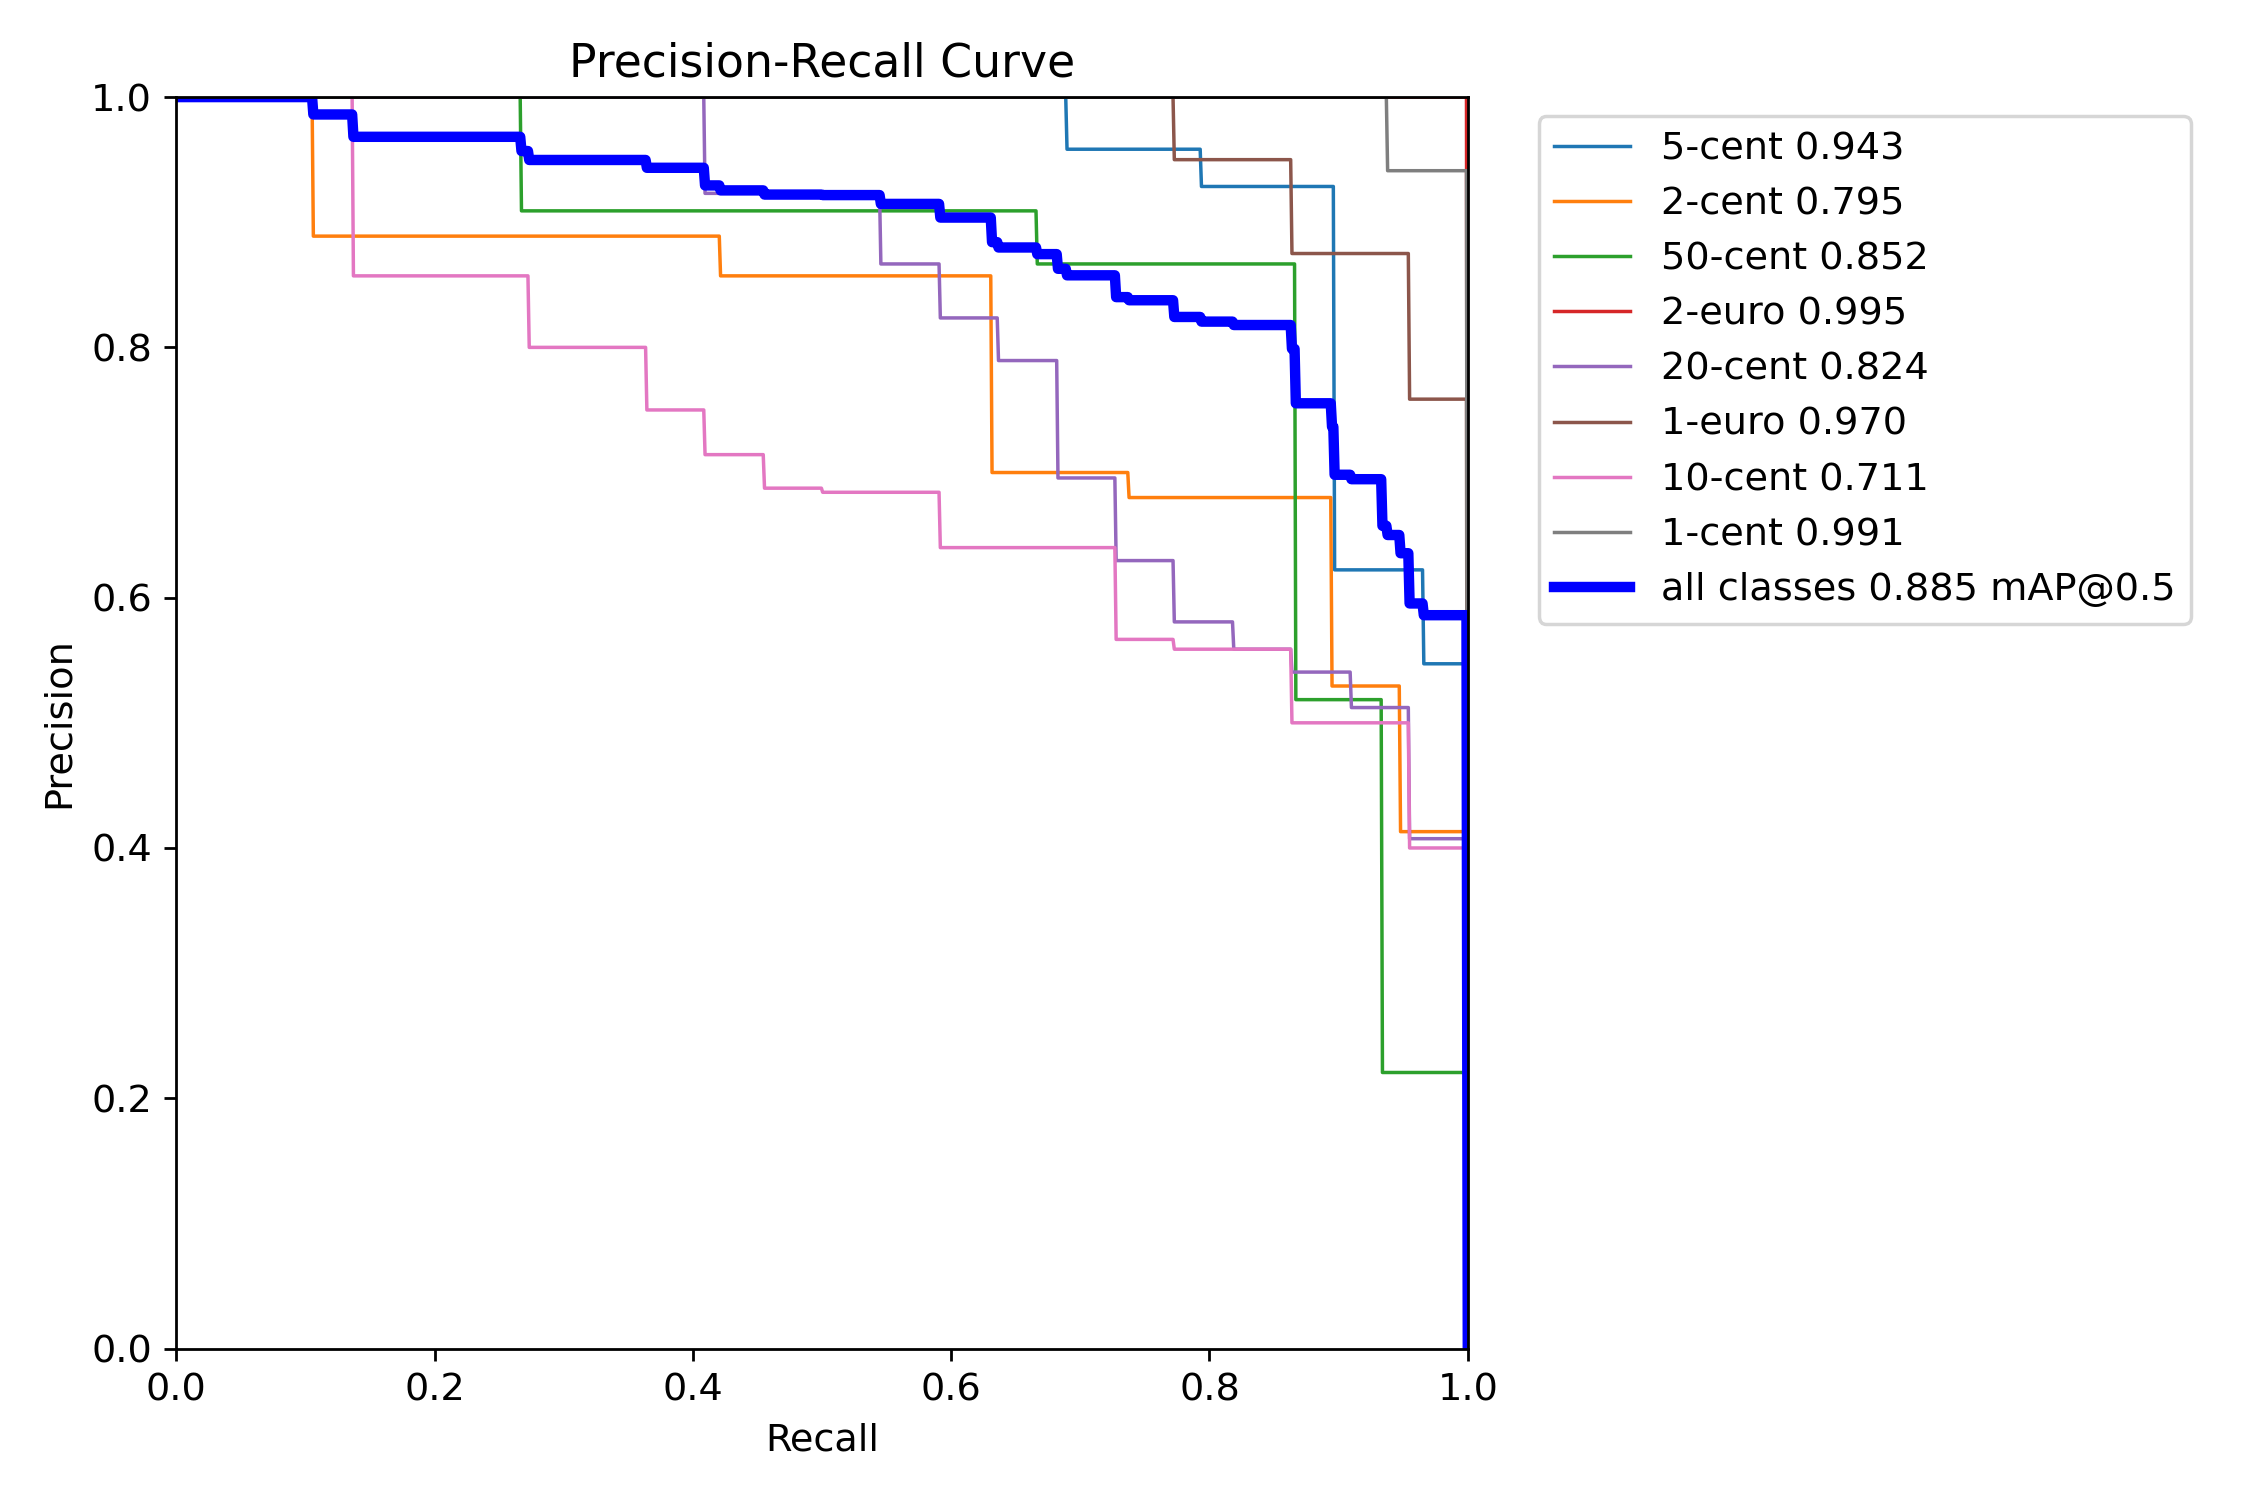 Precision-Recall Curve
1.0
0.8
0.6
0.4
0.2
0.0
Precision
0.0 0.2 0.4 0.6 0.8 1.0
Recall
5-cent 0.943
2-cent 0.795
50-cent 0.852
2-euro 0.995
20-cent 0.824
1-euro 0.970
10-cent 0.711
1-cent 0.991
all classes 0.885 mAP@0.5